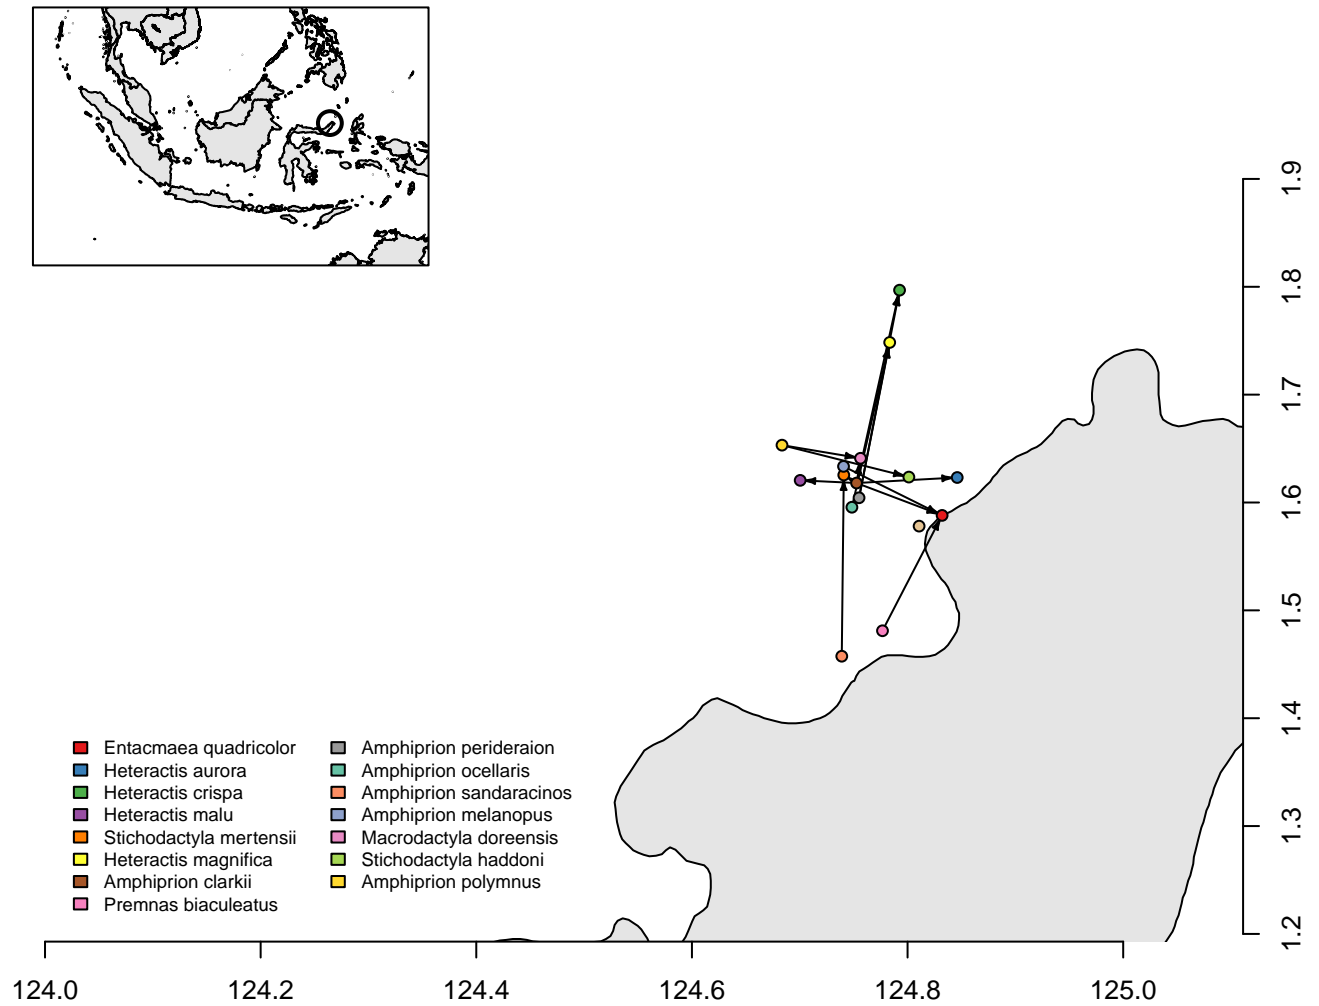 1.9
1.8
1.7
1.6
1.5
1.4
1.3
1.2
Entacmaea quadricolor
Heteractis aurora
Heteractis crispa
Heteractis malu
Stichodactyla mertensii
Heteractis magnifica
Amphiprion clarkii
Premnas biaculeatus
Amphiprion perideraion
Amphiprion ocellaris
Amphiprion sandaracinos
Amphiprion melanopus
Macrodactyla doreensis
Stichodactyla haddoni
Amphiprion polymnus
124.0 124.2 124.4 124.6 124.8 125.0